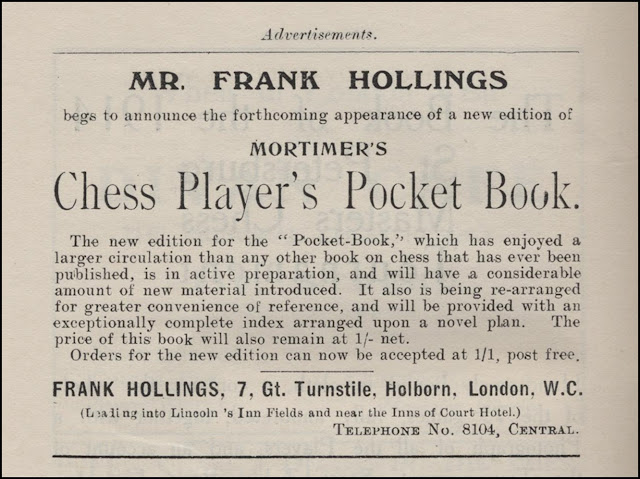 Advertisements.
MR. FRANK HOLLINGS
begs to announce the forthcoming appearance of a new edition of
MORTIMER'S
Chess Player's Pocket Book.
The new edition for the "Pocket-Book," which has enjoyed a
larger circulation than any other book on chess that has ever been
published, is in active preparation, and will have a considerable
amount of new material introduced. It also is being re-arranged
for greater convenience of reference, and will be provided with an
exceptionally complete index arranged upon a novel plan. The
price of this book will also remain at 1/- net.
Orders for the new edition can now be accepted at 1/1, post free.
FRANK HOLLINGS, 7, Gt. Turnstile, Holborn, London, W.C.
(Leading into Lincoln's Inn Fields and near the Inns of Court Hotel.)
TELEPHONE NO. 8104, CENTRAL.